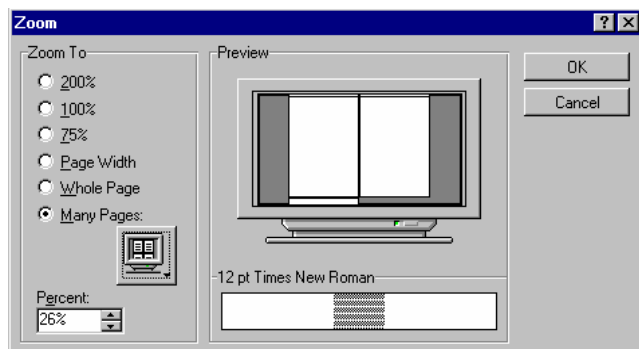 Zoom
Zoom To
200%
100%
75%
Page Width
Whole Page
Many Pages:
Percent:
26%
Preview
12 pt Times New Roman
OK
Cancel